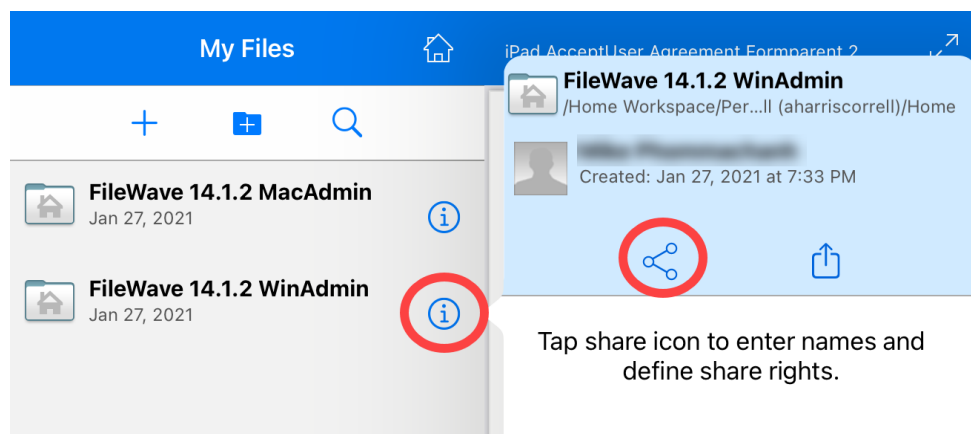 My Files
FileWave 14.1.2 MacAdmin
Jan 27, 2021
FileWave 14.1.2 WinAdmin
Jan 27, 2021
iPad AccentUser Agreement Formparent 2
FileWave 14.1.2 WinAdmin
/Home Workspace/Per...ll (aharriscorrell)/Home
Created: Jan 27, 2021 at 7:33 PM
Tap share icon to enter names and
define share rights.